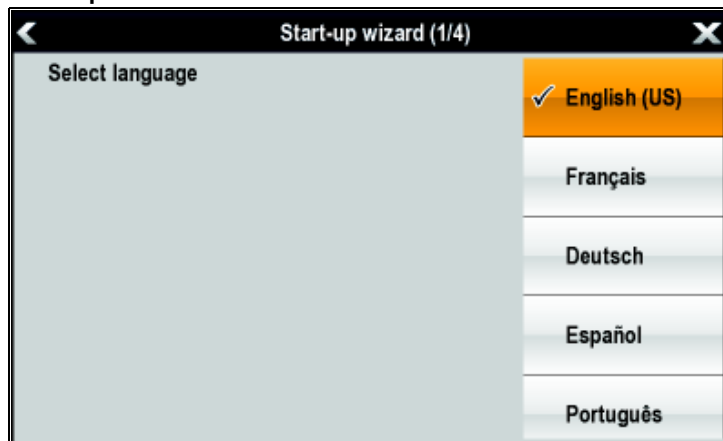 Start-up wizard (1/4)
Select language
English (US)
Français
Deutsch
Español
Português